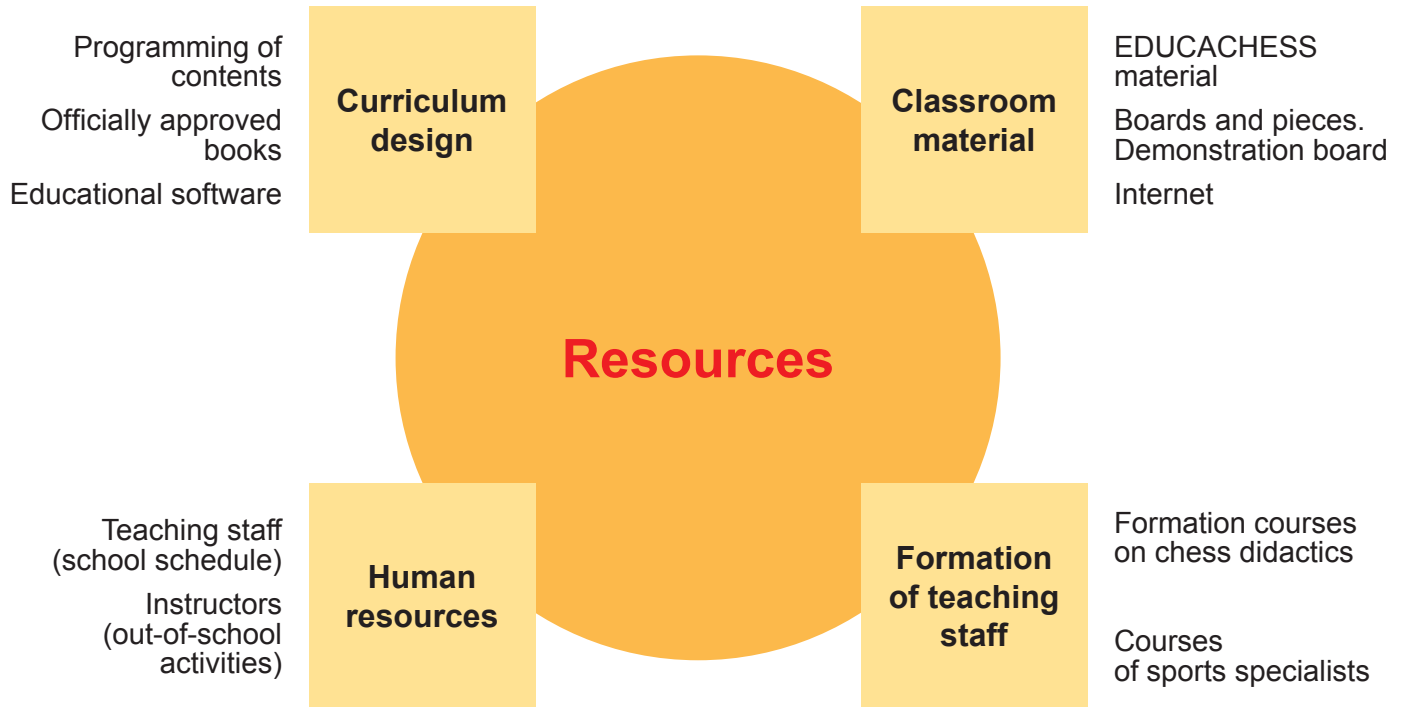 Programming of
contents
Officially approved
books
Educational software
Curriculum
design
Classroom
material
EDUCACHESS
material
Boards and pieces.
Demonstration board
Internet
Resources
Teaching staff
(school schedule)
Instructors
(out-of-school
activities)
Human
resources
Formation
of teaching
staff
Formation courses
on chess didactics
Courses
of sports specialists